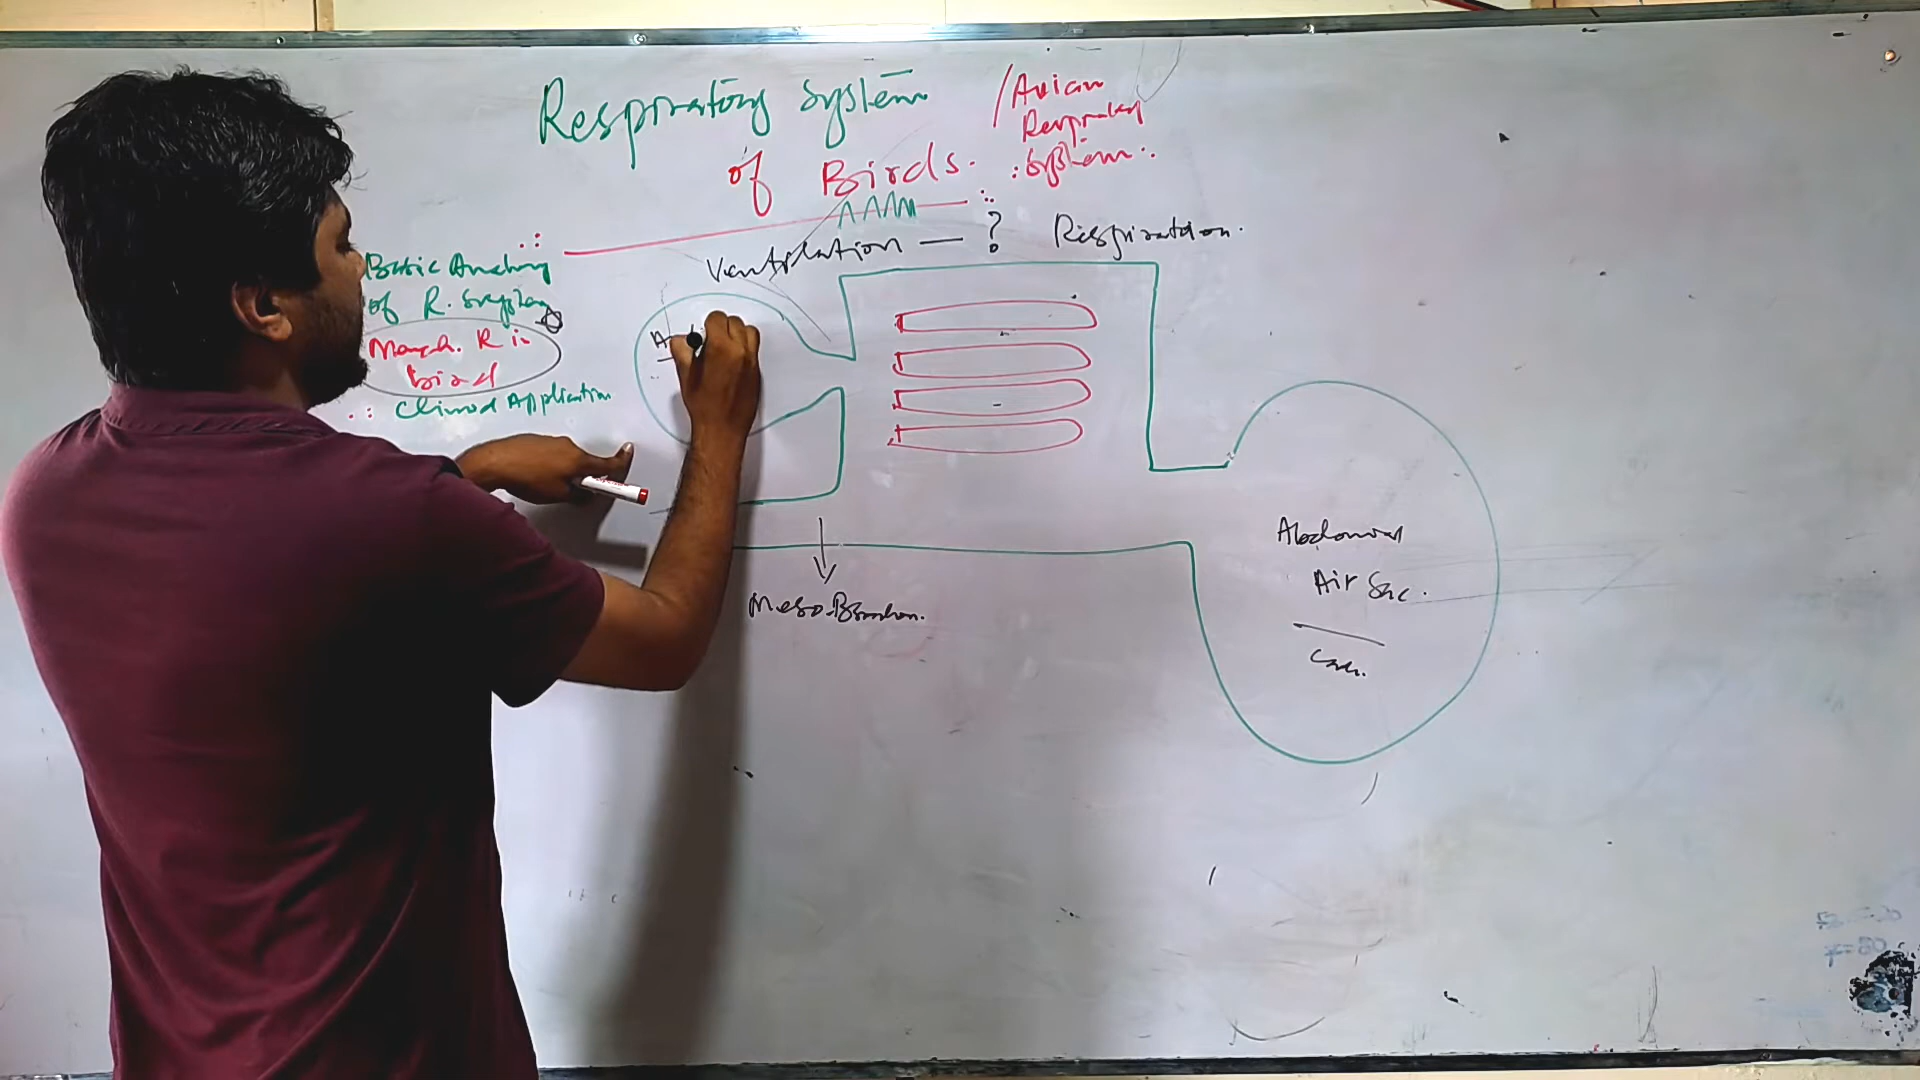 Respiratory System
of Birds.
/Avian
Respiratory
System
Ventilation — ? Respiration.
Basic Anatomy
of R. System
R in
bird
Clinical Application
A
Abdominal
Air Sac.
Meso-Bronchus.